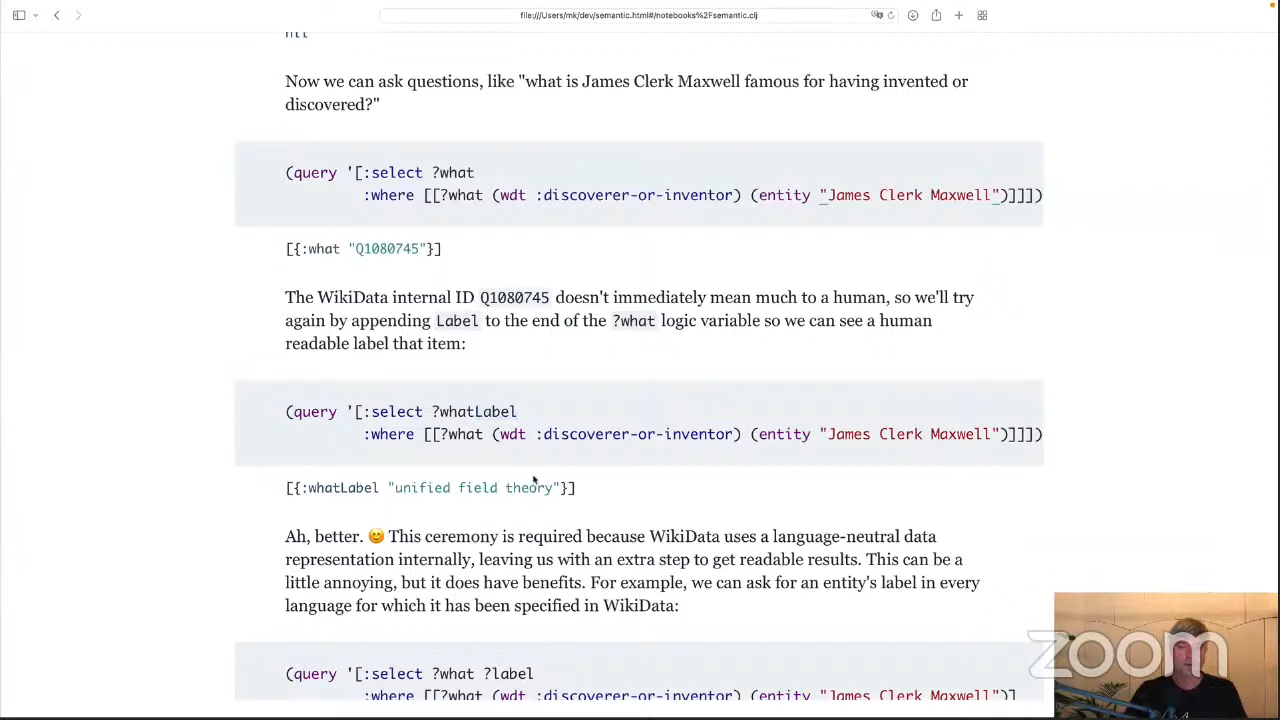 file:///Users/mk/dev/semantic.html#/notebooks%2Fsemantic.clj
nil
Now we can ask questions, like "what is James Clerk Maxwell famous for having invented or
discovered?"
(query '[:select ?what
:where [[?what (wdt :discoverer-or-inventor) (entity "James Clerk Maxwell")]]])
[{:what "Q1080745"}]
The WikiData internal ID Q1080745 doesn't immediately mean much to a human, so we'll try
again by appending Label to the end of the ?what logic variable so we can see a human
readable label that item:
(query '[:select ?whatLabel
:where [[?what (wdt :discoverer-or-inventor) (entity "James Clerk Maxwell")]]])
[{:whatLabel "unified field theory"}]
Ah, better. 😊 This ceremony is required because WikiData uses a language-neutral data
representation internally, leaving us with an extra step to get readable results. This can be a
little annoying, but it does have benefits. For example, we can ask for an entity's label in every
language for which it has been specified in WikiData:
(query '[:select ?what ?label
:where [[?what (wdt :discoverer-or-inventor) (entity "James Clerk Maxwell")]
zoom